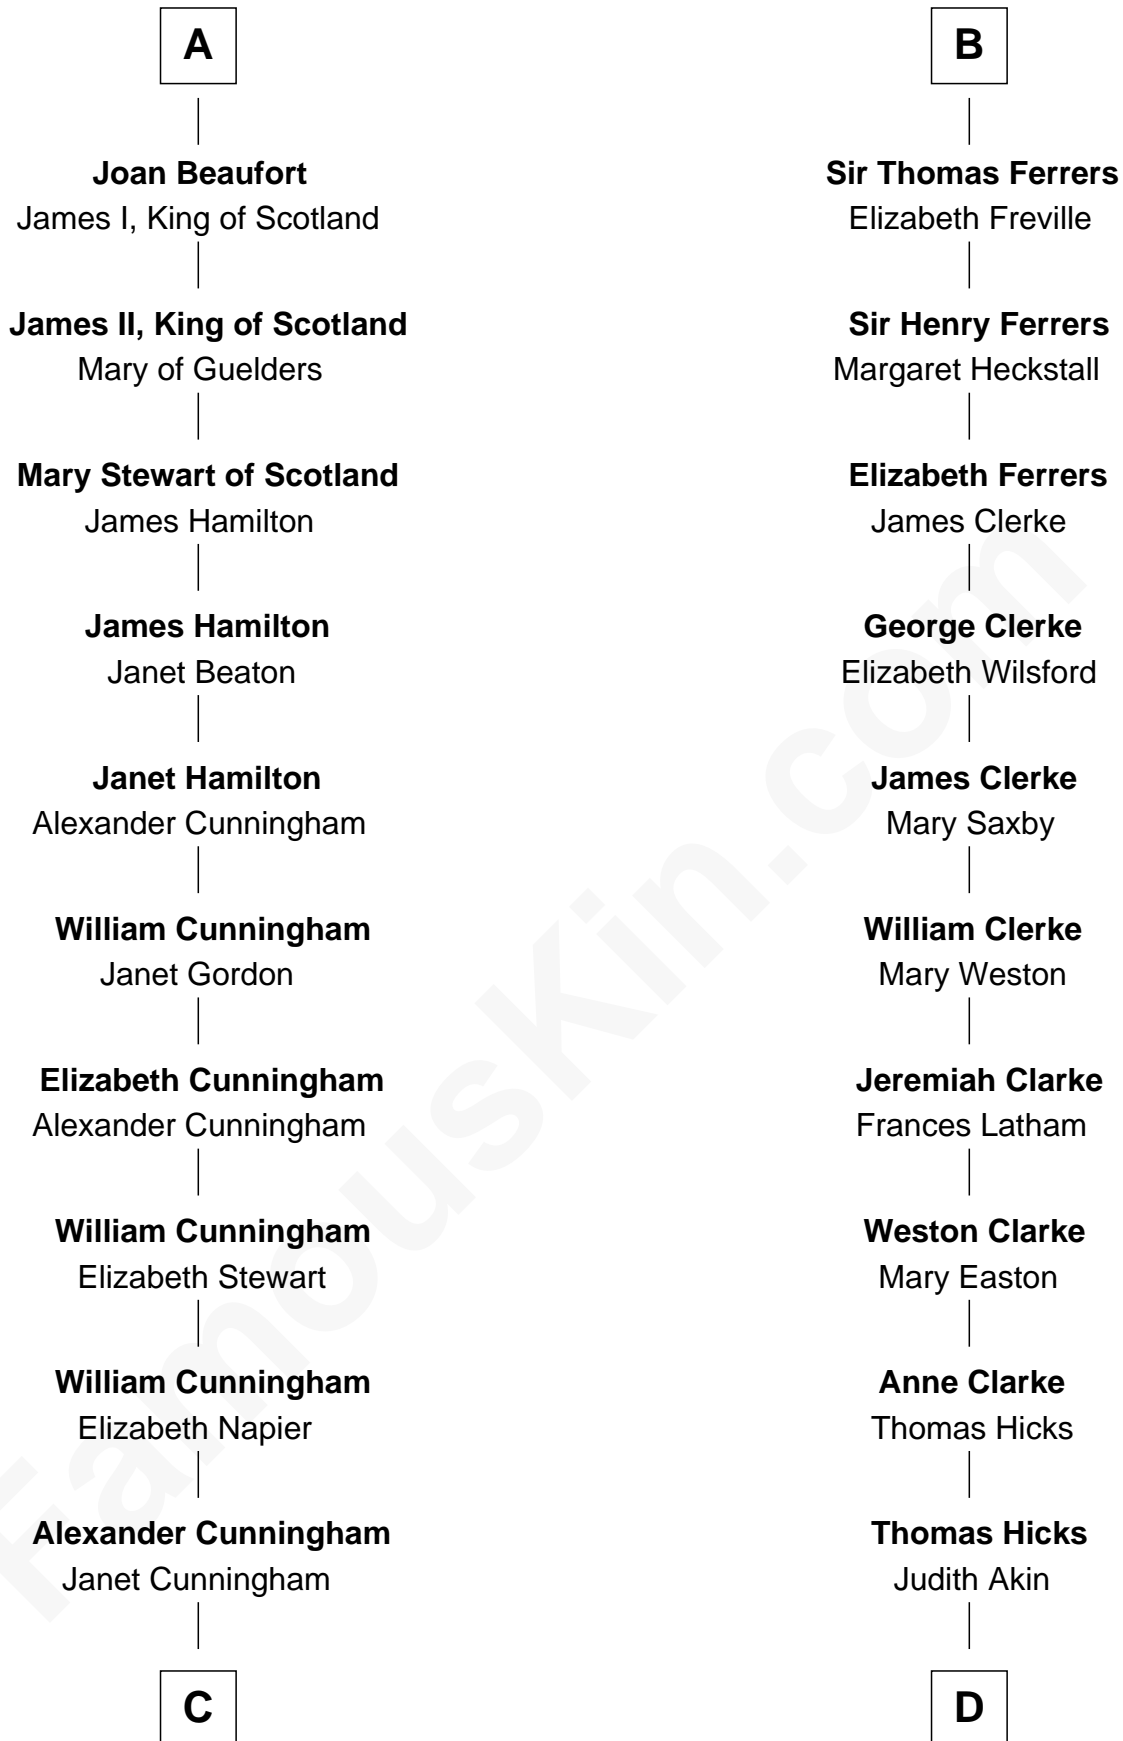 A
Joan Beaufort
James I, King of Scotland
James II, King of Scotland
Mary of Guelders
Mary Stewart of Scotland
James Hamilton
James Hamilton
Janet Beaton
Janet Hamilton
Alexander Cunningham
William Cunningham
Janet Gordon
Elizabeth Cunningham
Alexander Cunningham
William Cunningham
Elizabeth Stewart
William Cunningham
Elizabeth Napier
Alexander Cunningham
Janet Cunningham
C
B
Sir Thomas Ferrers
Elizabeth Freville
Sir Henry Ferrers
Margaret Heckstall
Elizabeth Ferrers
James Clerke
George Clerke
Elizabeth Wilsford
James Clerke
Mary Saxby
William Clerke
Mary Weston
Jeremiah Clarke
Frances Latham
Weston Clarke
Mary Easton
Anne Clarke
Thomas Hicks
Thomas Hicks
Judith Akin
D
FamousKin.com